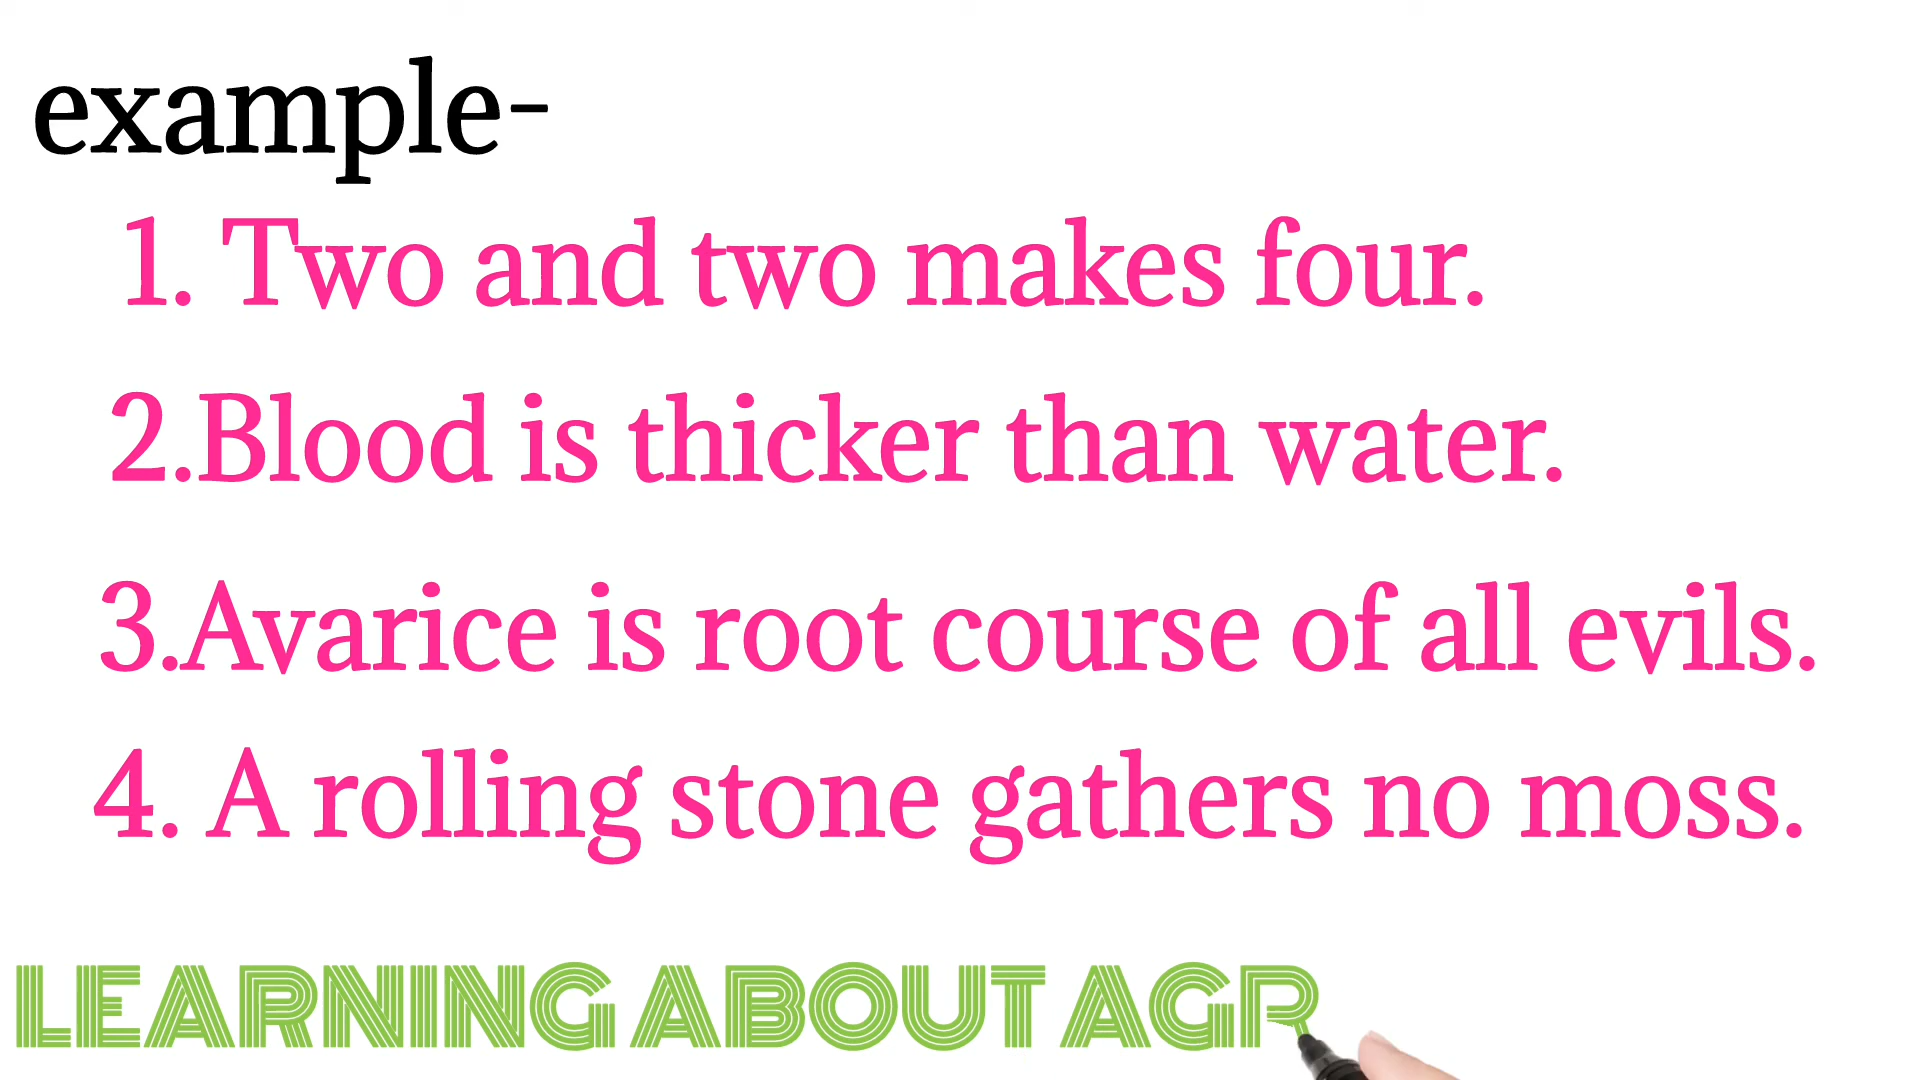 example-
1. Two and two makes four.
2.Blood is thicker than water.
3.Avarice is root course of all evils.
4. A rolling stone gathers no moss.
LEARNING ABOUT